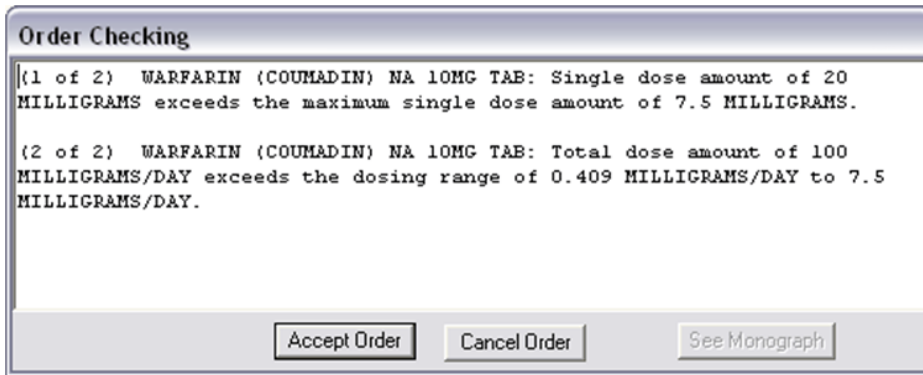 Order Checking
(1 of 2)  WARFARIN (COUMADIN) NA 10MG TAB: Single dose amount of 20
MILLIGRAMS exceeds the maximum single dose amount of 7.5 MILLIGRAMS.
(2 of 2)  WARFARIN (COUMADIN) NA 10MG TAB: Total dose amount of 100
MILLIGRAMS/DAY exceeds the dosing range of 0.409 MILLIGRAMS/DAY to 7.5
MILLIGRAMS/DAY.
Accept Order
Cancel Order
See Monograph